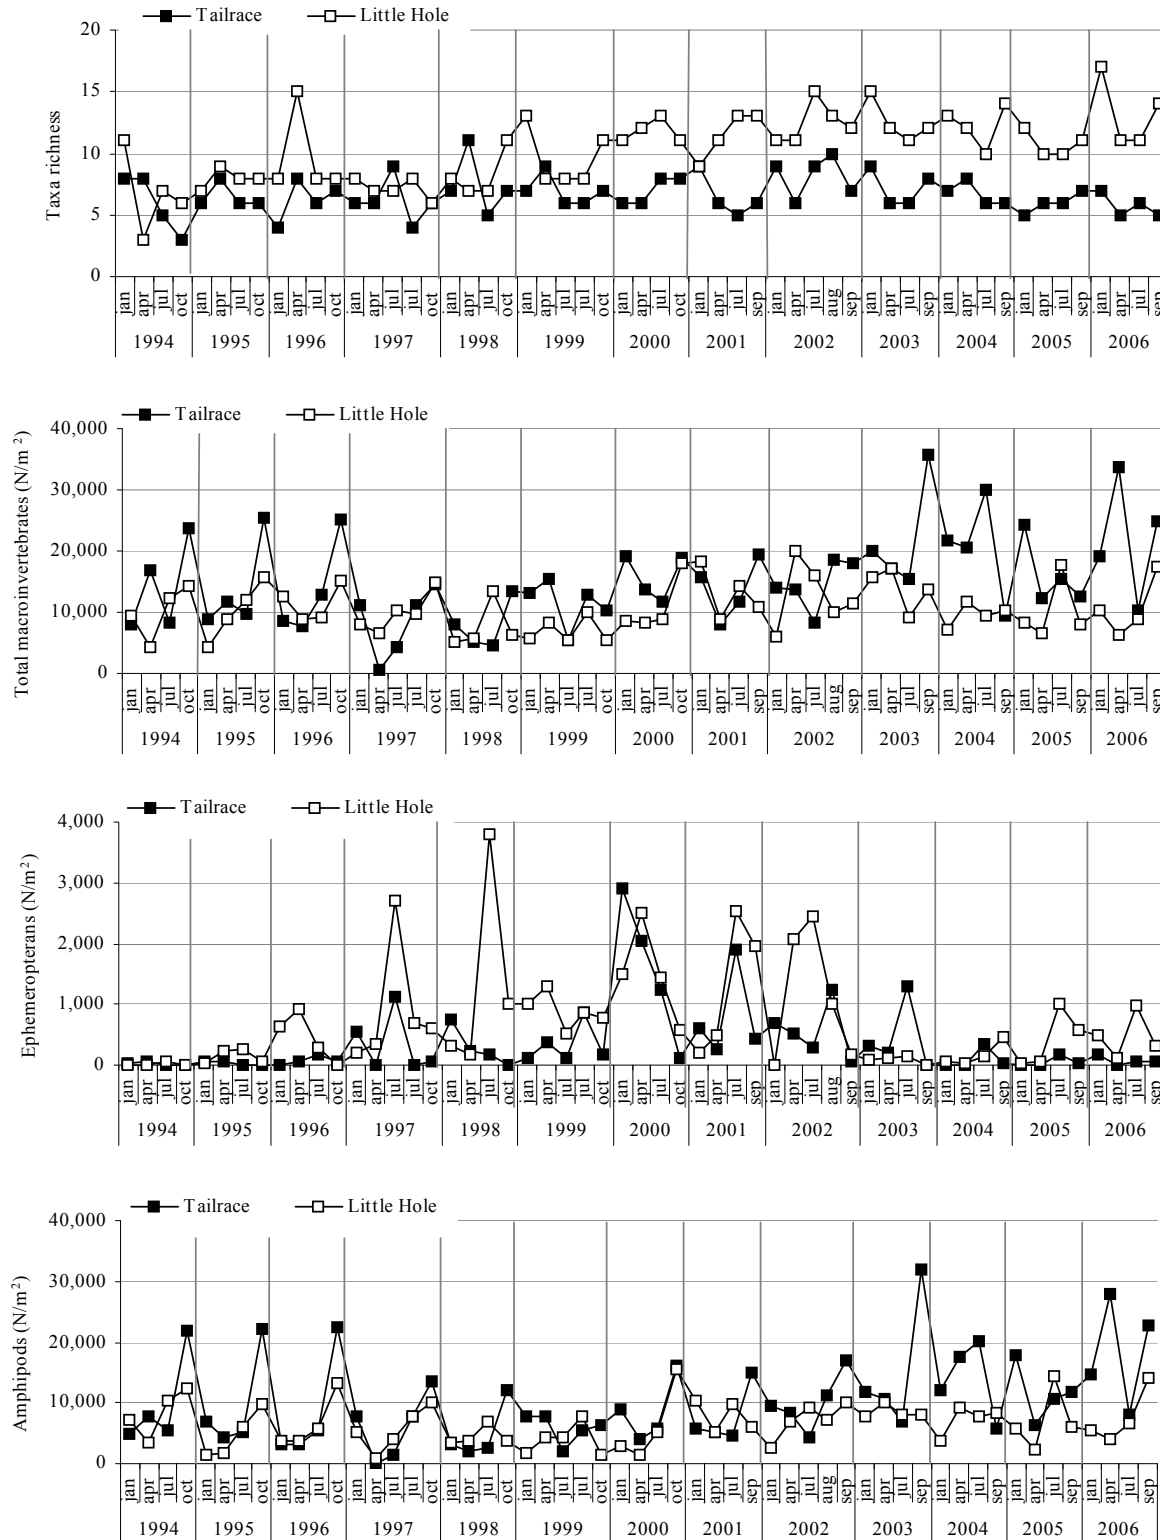 Tailrace Little Hole
Taxa richness
20
15
10
5
0
jan apr jul oct jan apr jul oct jan apr jul oct jan apr jul jul oct jan apr jul oct jan apr jul jul oct jan apr jul oct jan apr jul sep jan apr jul aug sep jan apr jul sep jan apr jul sep jan apr jul sep jan apr jul sep
1994 1995 1996 1997 1998 1999 2000 2001 2002 2003 2004 2005 2006
Tailrace Little Hole
Total macroinvertebrates (N/m²)
40,000
30,000
20,000
10,000
0
jan apr jul oct jan apr jul oct jan apr jul oct jan apr jul jul oct jan apr jul oct jan apr jul jul oct jan apr jul oct jan apr jul sep jan apr jul aug sep jan apr jul sep jan apr jul sep jan apr jul sep jan apr jul sep
1994 1995 1996 1997 1998 1999 2000 2001 2002 2003 2004 2005 2006
Tailrace Little Hole
Ephemeropterans (N/m²)
4,000
3,000
2,000
1,000
0
jan apr jul oct jan apr jul oct jan apr jul oct jan apr jul jul oct jan apr jul oct jan apr jul jul oct jan apr jul oct jan apr jul sep jan apr jul aug sep jan apr jul sep jan apr jul sep jan apr jul sep jan apr jul sep
1994 1995 1996 1997 1998 1999 2000 2001 2002 2003 2004 2005 2006
Tailrace Little Hole
Amphipods (N/m²)
40,000
30,000
20,000
10,000
0
jan apr jul oct jan apr jul oct jan apr jul oct jan apr jul jul oct jan apr jul oct jan apr jul jul oct jan apr jul oct jan apr jul sep jan apr jul aug sep jan apr jul sep jan apr jul sep jan apr jul sep jan apr jul sep
1994 1995 1996 1997 1998 1999 2000 2001 2002 2003 2004 2005 2006